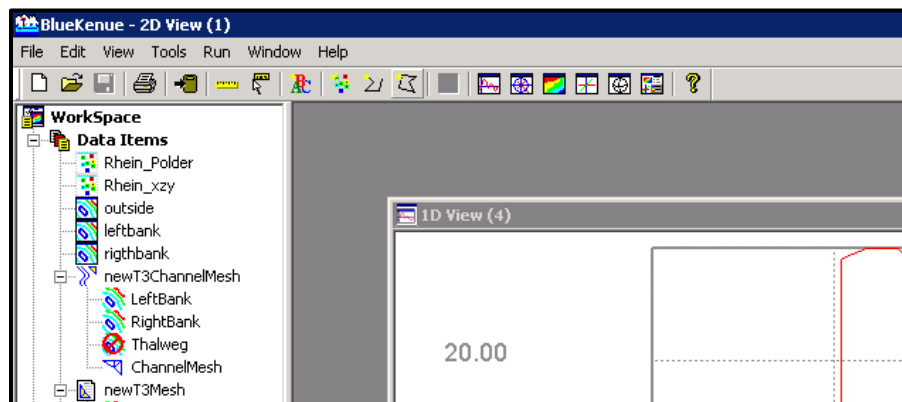 BlueKenue - 2D View (1)
File Edit View Tools Run Window Help
ABC
WorkSpace
Data Items
Rhein_Polder
Rhein_xzy
outside
leftbank
rigthbank
newT3ChannelMesh
LeftBank
RightBank
Thalweg
ChannelMesh
newT3Mesh
1D View (4)
20.00